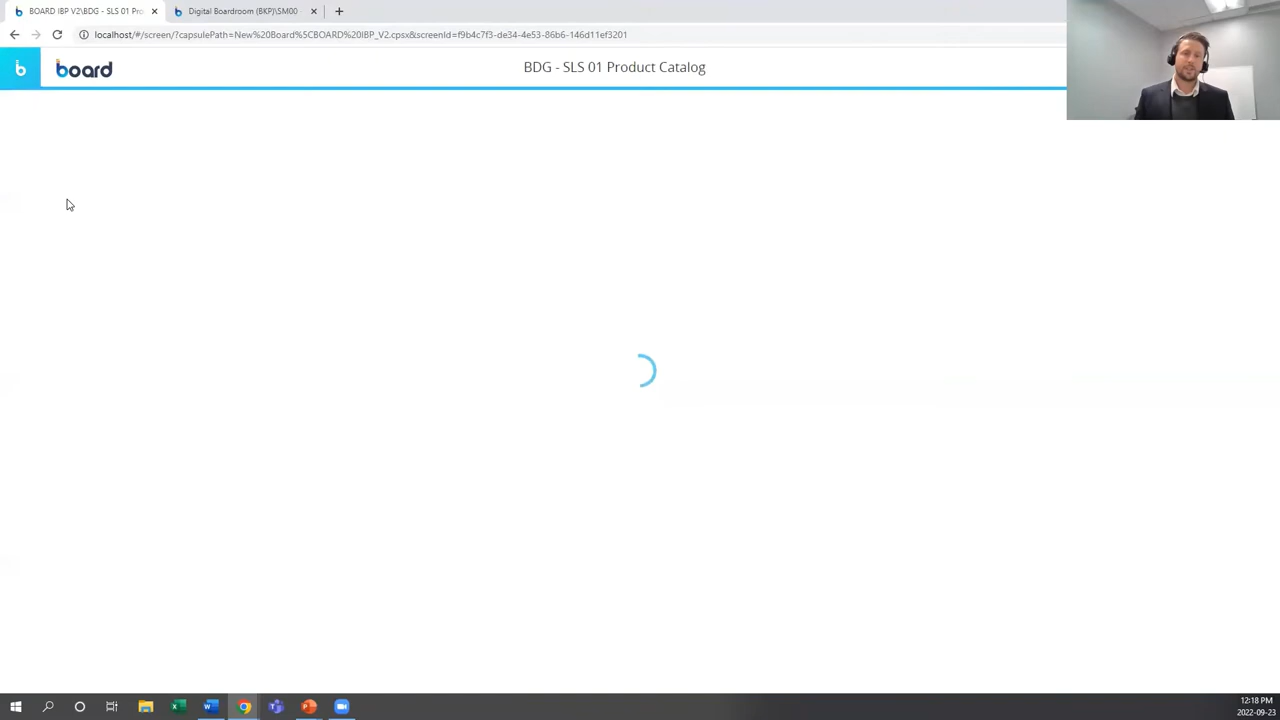 BOARD IBP V2\BDG - SLS 01 Pro
Digital Boardroom (BKP)\SM00
localhost/#/screen/?capsulePath=New%20Board%5CBOARD%20IBP_V2.cpsx&screenId=f9b4c7f3-de34-4e53-86b6-146d11ef3201
b board
BDG - SLS 01 Product Catalog
12:18 PM
2022-09-23